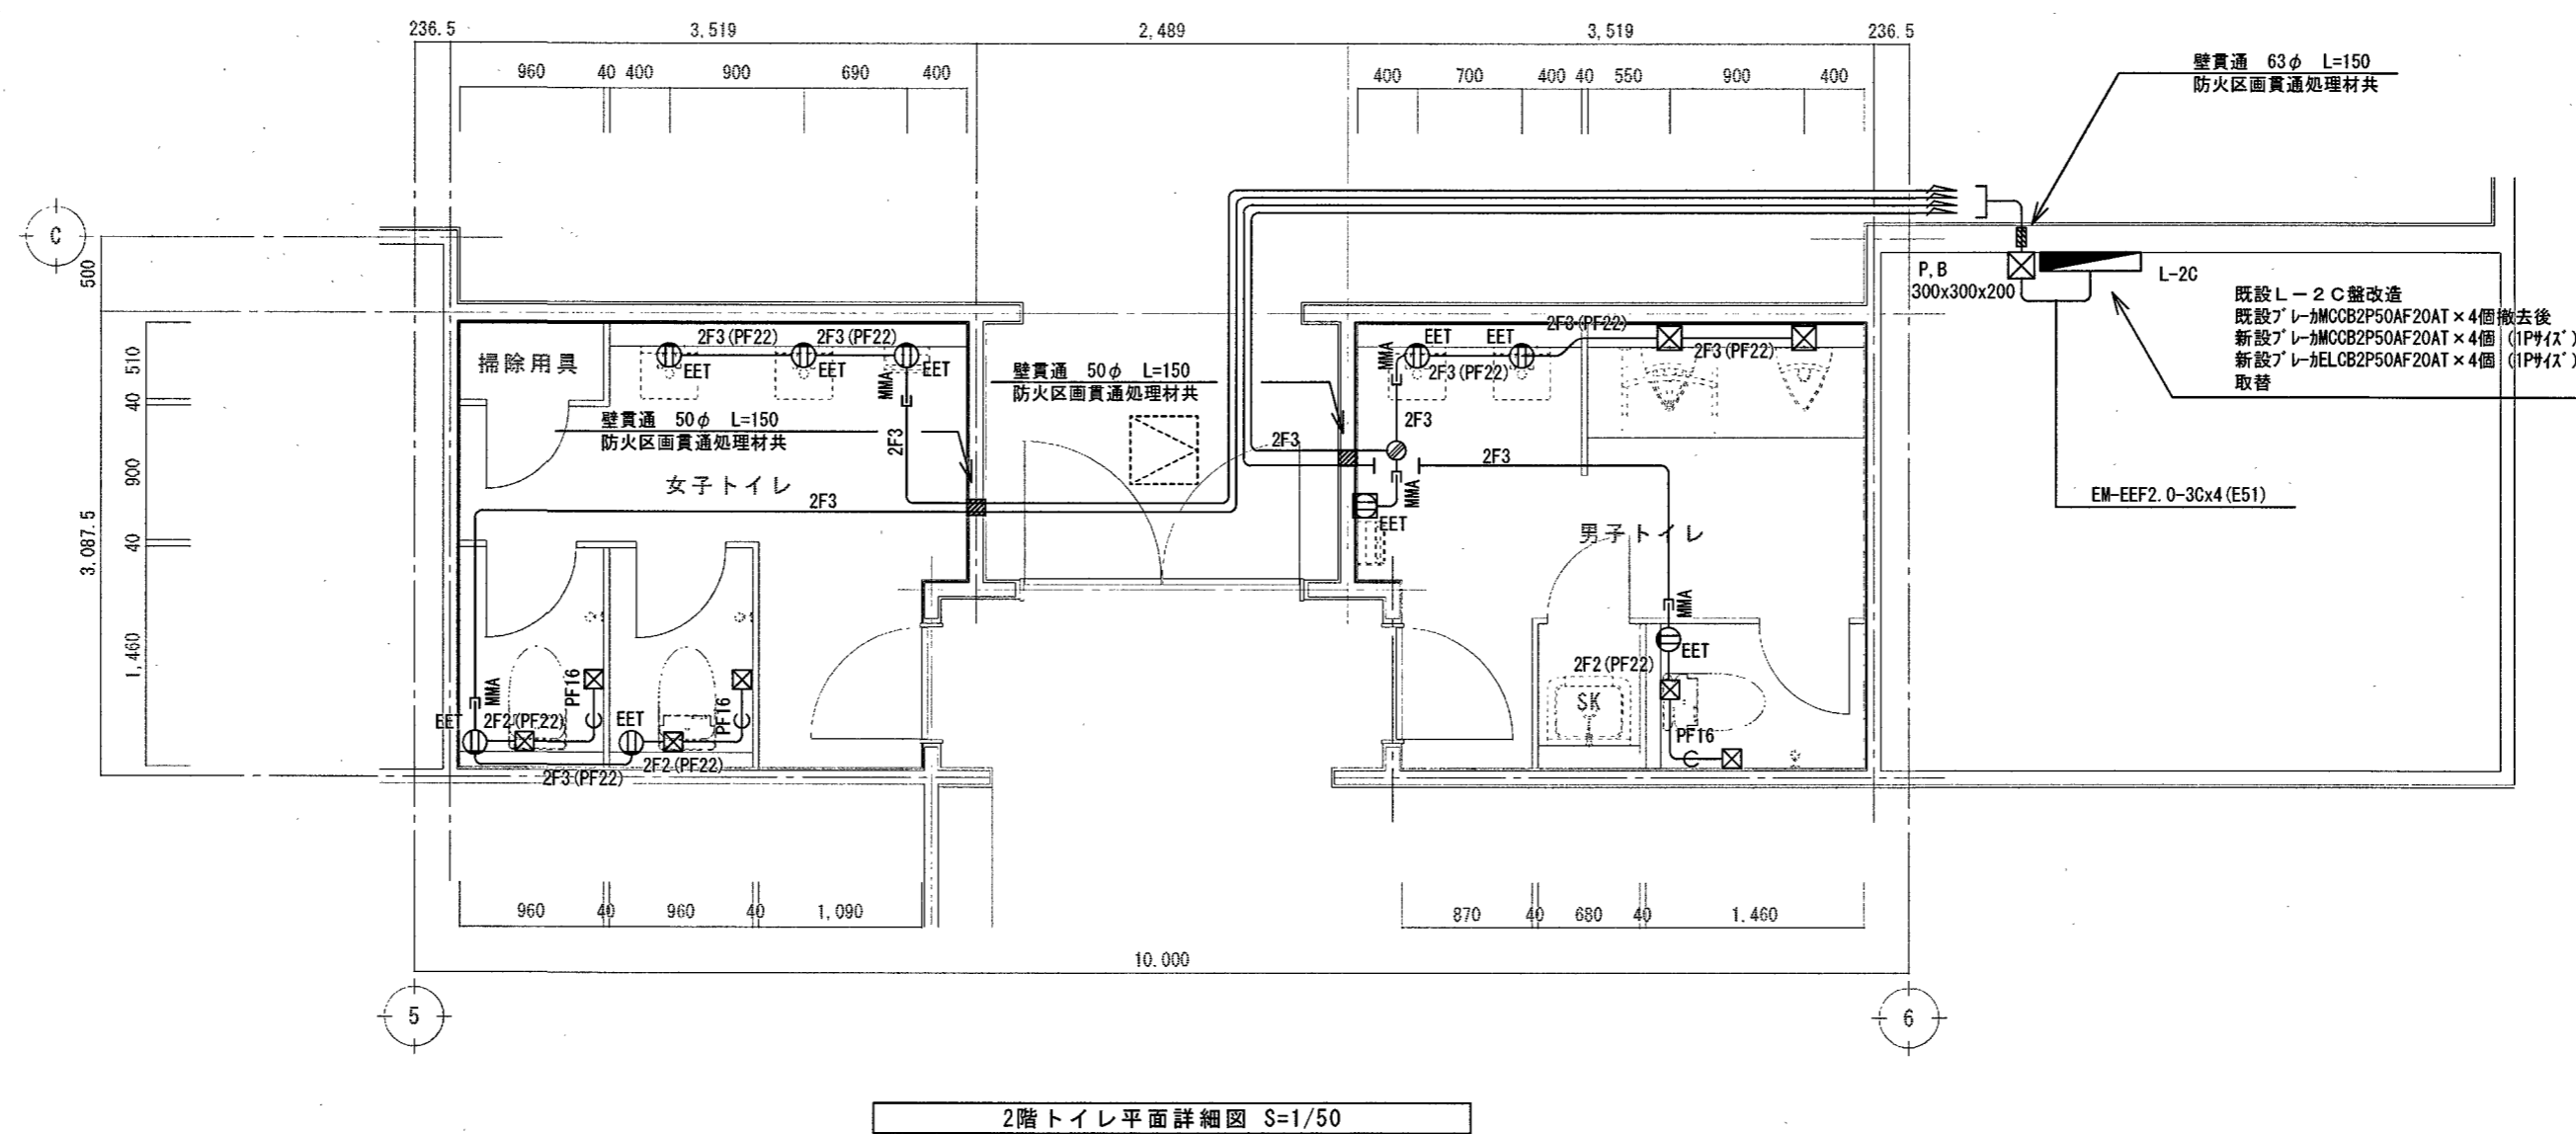 236.5
3,519
2,489
3,519
236.5
壁貫通 63φ L=150
防火区画貫通処理材共
960
40
400
900
690
400
400
700
400
40
550
900
400
C
500
P,B
300x300x200
L-2C
既設L-2C盤改造
既設ブレーカMCCB2P50AF20AT×4個撤去後
新設ブレーカMCCB2P50AF20AT×4個 (1Pサイズ)
新設ブレーカELCB2P50AF20AT×4個 (1Pサイズ)
取替
510
40
900
40
1,460
3,087.5
掃除用具
2F3(PF22)
2F3(PF22)
EET
EET
EET
MMA
2F3
壁貫通 50φ L=150
防火区画貫通処理材共
壁貫通 50φ L=150
防火区画貫通処理材共
女子トイレ
2F3
MMA
EET
EET
2F3(PF22)
2F3(PF22)
2F3(PF22)
2F3
2F3
2F3
MMA
EET
男子トイレ
EM-EEF2.0-3Cx4(E51)
MMA
EET
2F2(PF22)
SK
PF16
MMA
EET
2F2(PF22)
PF16
EET
PF16
2F2(PF22)
2F3(PF22)
960
40
960
40
1,090
870
40
680
40
1,460
10,000
5
6
2階トイレ平面詳細図 S=1/50